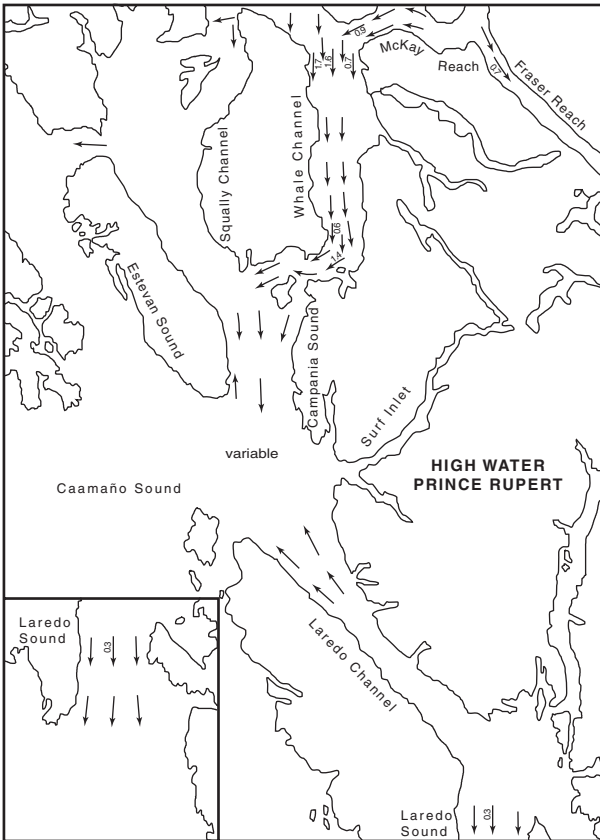 0.9
McKay
Reach
Fraser Reach
0.7
1.7
1.6
0.7
Squally Channel
Whale Channel
0.6
1.4
Estevan Sound
Campania Sound
Surf Inlet
variable
Caamaño Sound
HIGH WATER
PRINCE RUPERT
Laredo
Sound
0.3
Laredo Channel
Laredo
Sound
0.3